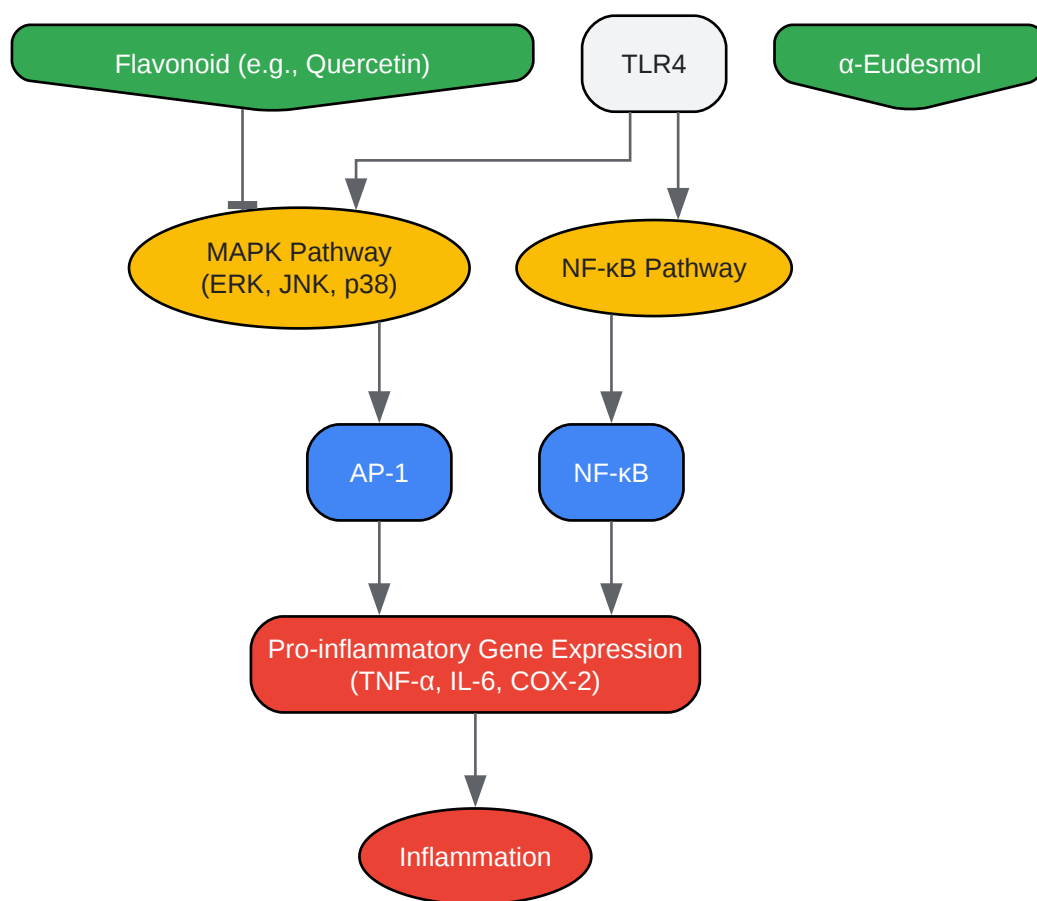 Flavonoid (e.g., Quercetin)
TLR4
α-Eudesmol
MAPK Pathway
(ERK, JNK, p38)
NF-κB Pathway
AP-1
NF-κB
Pro-inflammatory Gene Expression
(TNF-α, IL-6, COX-2)
Inflammation